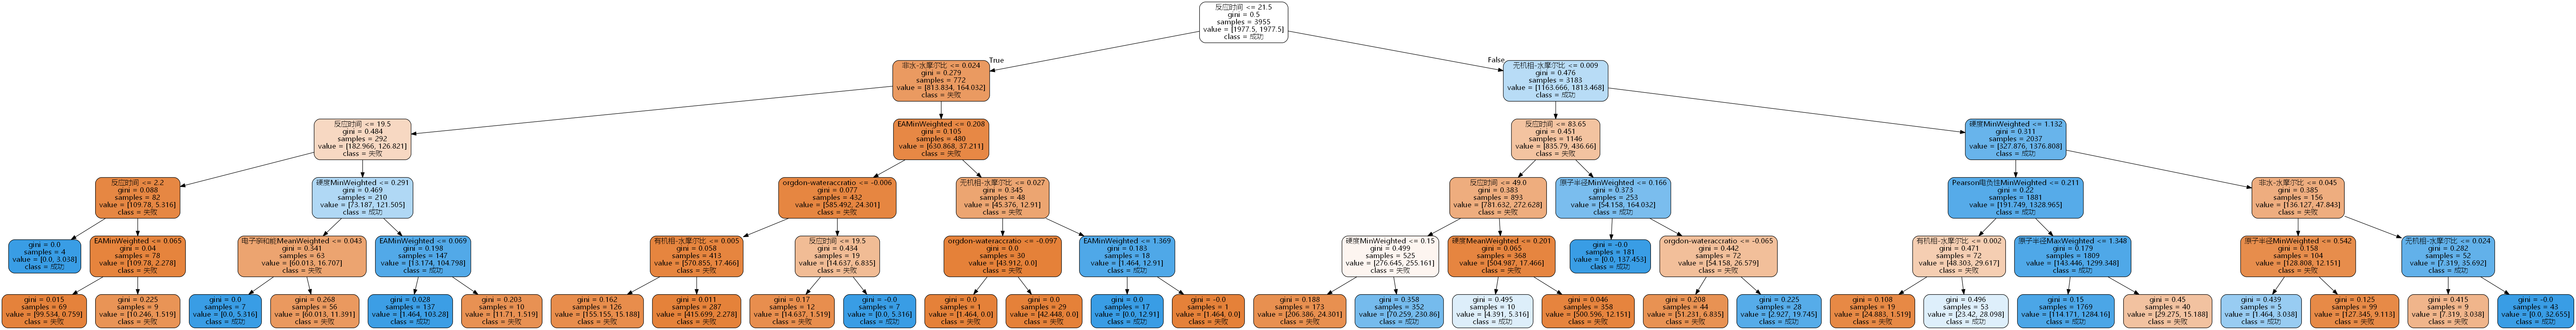 反应时间 <= 21.5
gini = 0.5
samples = 3955
value = [1977.5, 1977.5]
class = 成功
True
False
非水-水摩尔比 <= 0.024
gini = 0.279
samples = 772
value = [813.834, 164.032]
class = 失败
无机相-水摩尔比 <= 0.009
gini = 0.476
samples = 3183
value = [1163.666, 1813.468]
class = 成功
反应时间 <= 19.5
gini = 0.484
samples = 292
value = [182.966, 126.821]
class = 失败
EAMinWeighted <= 0.208
gini = 0.105
samples = 480
value = [630.868, 37.211]
class = 失败
反应时间 <= 83.65
gini = 0.451
samples = 1146
value = [835.79, 436.66]
class = 失败
硬度MinWeighted <= 1.132
gini = 0.311
samples = 2037
value = [327.876, 1376.808]
class = 成功
反应时间 <= 2.2
gini = 0.088
samples = 82
value = [109.78, 5.316]
class = 失败
硬度MinWeighted <= 0.291
gini = 0.469
samples = 210
value = [73.187, 121.505]
class = 成功
orgdon-wateraccratio <= -0.006
gini = 0.077
samples = 432
value = [585.492, 24.301]
class = 失败
无机相-水摩尔比 <= 0.027
gini = 0.345
samples = 48
value = [45.376, 12.91]
class = 失败
反应时间 <= 49.0
gini = 0.383
samples = 893
value = [781.632, 272.628]
class = 失败
原子半径MinWeighted <= 0.166
gini = 0.373
samples = 253
value = [54.158, 164.032]
class = 成功
Pearson电负性MinWeighted <= 0.211
gini = 0.22
samples = 1881
value = [191.749, 1328.965]
class = 成功
非水-水摩尔比 <= 0.045
gini = 0.385
samples = 156
value = [136.127, 47.843]
class = 失败
gini = 0.0
samples = 4
value = [0.0, 3.038]
class = 成功
EAMinWeighted <= 0.065
gini = 0.04
samples = 78
value = [109.78, 2.278]
class = 失败
电子亲和能MeanWeighted <= 0.043
gini = 0.341
samples = 63
value = [60.013, 16.707]
class = 失败
EAMinWeighted <= 0.069
gini = 0.198
samples = 147
value = [13.174, 104.798]
class = 成功
有机相-水摩尔比 <= 0.005
gini = 0.058
samples = 413
value = [570.855, 17.466]
class = 失败
反应时间 <= 19.5
gini = 0.434
samples = 19
value = [14.637, 6.835]
class = 失败
orgdon-wateraccratio <= -0.097
gini = 0.0
samples = 30
value = [43.912, 0.0]
class = 失败
EAMinWeighted <= 1.369
gini = 0.183
samples = 18
value = [1.464, 12.91]
class = 成功
硬度MinWeighted <= 0.15
gini = 0.499
samples = 525
value = [276.645, 255.161]
class = 失败
硬度MeanWeighted <= 0.201
gini = 0.065
samples = 368
value = [504.987, 17.466]
class = 失败
gini = -0.0
samples = 181
value = [0.0, 137.453]
class = 成功
orgdon-wateraccratio <= -0.065
gini = 0.442
samples = 72
value = [54.158, 26.579]
class = 失败
有机相-水摩尔比 <= 0.002
gini = 0.471
samples = 72
value = [48.303, 29.617]
class = 失败
原子半径MaxWeighted <= 1.348
gini = 0.179
samples = 1809
value = [143.446, 1299.348]
class = 成功
原子半径MinWeighted <= 0.542
gini = 0.158
samples = 104
value = [128.808, 12.151]
class = 失败
无机相-水摩尔比 <= 0.024
gini = 0.282
samples = 52
value = [7.319, 35.692]
class = 成功
gini = 0.015
samples = 69
value = [99.534, 0.759]
class = 失败
gini = 0.225
samples = 9
value = [10.246, 1.519]
class = 失败
gini = 0.0
samples = 7
value = [0.0, 5.316]
class = 成功
gini = 0.268
samples = 56
value = [60.013, 11.391]
class = 失败
gini = 0.028
samples = 137
value = [1.464, 103.28]
class = 成功
gini = 0.203
samples = 10
value = [11.71, 1.519]
class = 失败
gini = 0.162
samples = 126
value = [155.155, 15.188]
class = 失败
gini = 0.011
samples = 287
value = [415.699, 2.278]
class = 失败
gini = 0.17
samples = 12
value = [14.637, 1.519]
class = 失败
gini = -0.0
samples = 7
value = [0.0, 5.316]
class = 成功
gini = 0.0
samples = 1
value = [1.464, 0.0]
class = 失败
gini = 0.0
samples = 29
value = [42.448, 0.0]
class = 失败
gini = 0.0
samples = 17
value = [0.0, 12.91]
class = 成功
gini = -0.0
samples = 1
value = [1.464, 0.0]
class = 失败
gini = 0.188
samples = 173
value = [206.386, 24.301]
class = 失败
gini = 0.358
samples = 352
value = [70.259, 230.86]
class = 成功
gini = 0.495
samples = 10
value = [4.391, 5.316]
class = 成功
gini = 0.046
samples = 358
value = [500.596, 12.151]
class = 失败
gini = 0.208
samples = 44
value = [51.231, 6.835]
class = 失败
gini = 0.225
samples = 28
value = [2.927, 19.745]
class = 成功
gini = 0.108
samples = 19
value = [24.883, 1.519]
class = 失败
gini = 0.496
samples = 53
value = [23.42, 28.098]
class = 成功
gini = 0.15
samples = 1769
value = [114.171, 1284.16]
class = 成功
gini = 0.45
samples = 40
value = [29.275, 15.188]
class = 失败
gini = 0.439
samples = 5
value = [1.464, 3.038]
class = 成功
gini = 0.125
samples = 99
value = [127.345, 9.113]
class = 失败
gini = 0.415
samples = 9
value = [7.319, 3.038]
class = 失败
gini = -0.0
samples = 43
value = [0.0, 32.655]
class = 成功